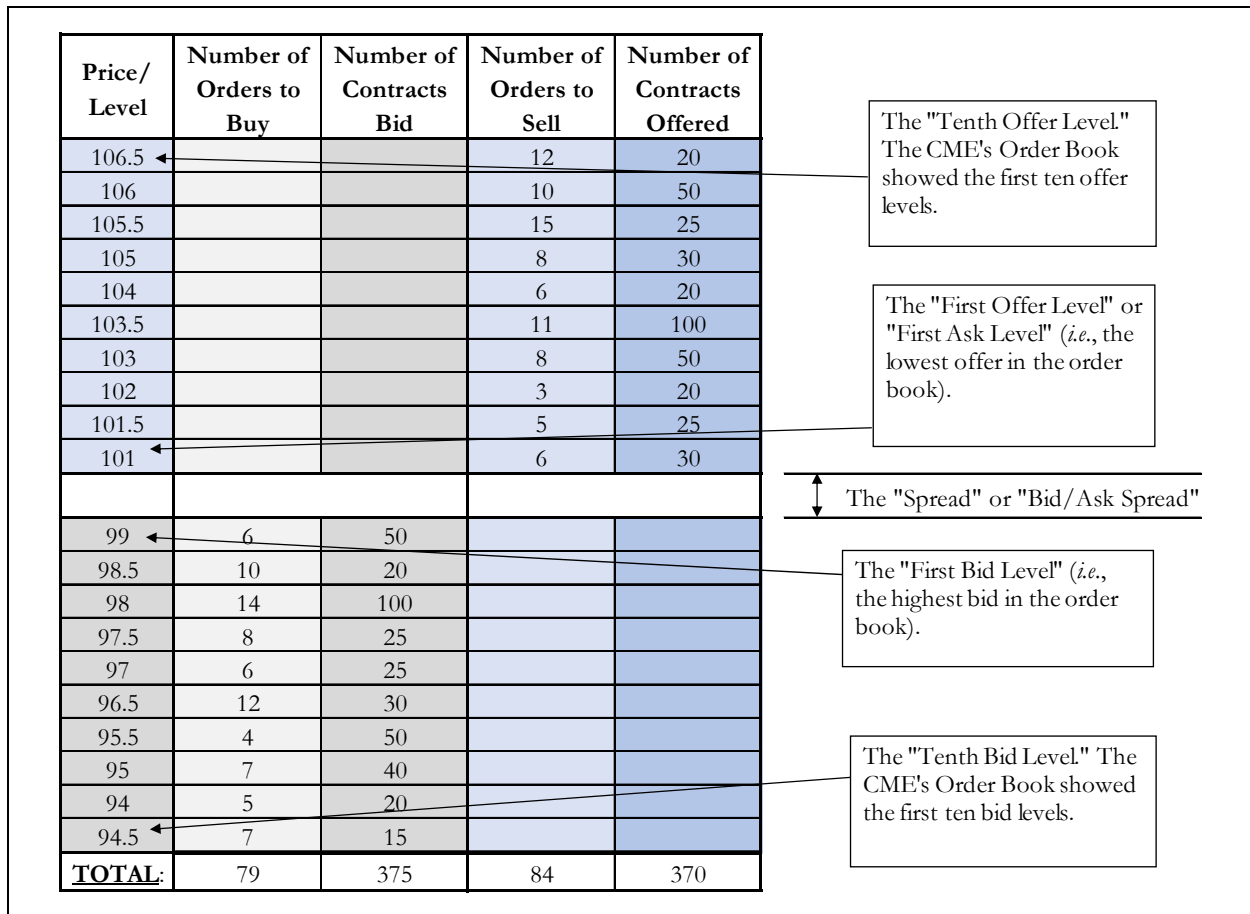 Price/ Level Number of Orders to Buy Number of Contracts Bid Number of Orders to Sell Number of Contracts Offered
106.5 12 20
106 10 50
105.5 15 25
105 8 30
104 6 20
103.5 11 100
103 8 50
102 3 20
101.5 5 25
101 6 30
99 6 50
98.5 10 20
98 14 100
97.5 8 25
97 6 25
96.5 12 30
95.5 4 50
95 7 40
94 5 20
94.5 7 15
TOTAL: 79 375 84 370
The "Tenth Offer Level."
The CME's Order Book
showed the first ten offer
levels.
The "First Offer Level" or
"First Ask Level" (i.e., the
lowest offer in the order
book).
The "Spread" or "Bid/Ask Spread"
The "First Bid Level" (i.e.,
the highest bid in the order
book).
The "Tenth Bid Level." The
CME's Order Book showed
the first ten bid levels.